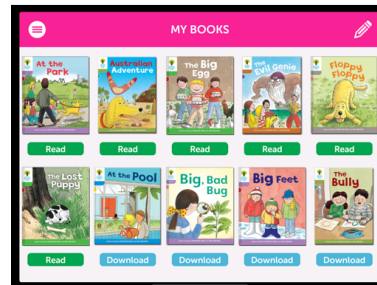 MY BOOKS
At the
Park
Australian
Adventure
The Big
Egg
The
Evil Genie
Floppy
Floppy
Read
Read
Read
Read
Read
The Lost
Puppy
At the Pool
Big, Bad
Bug
Big Feet
The
Bully
Read
Download
Download
Download
Download